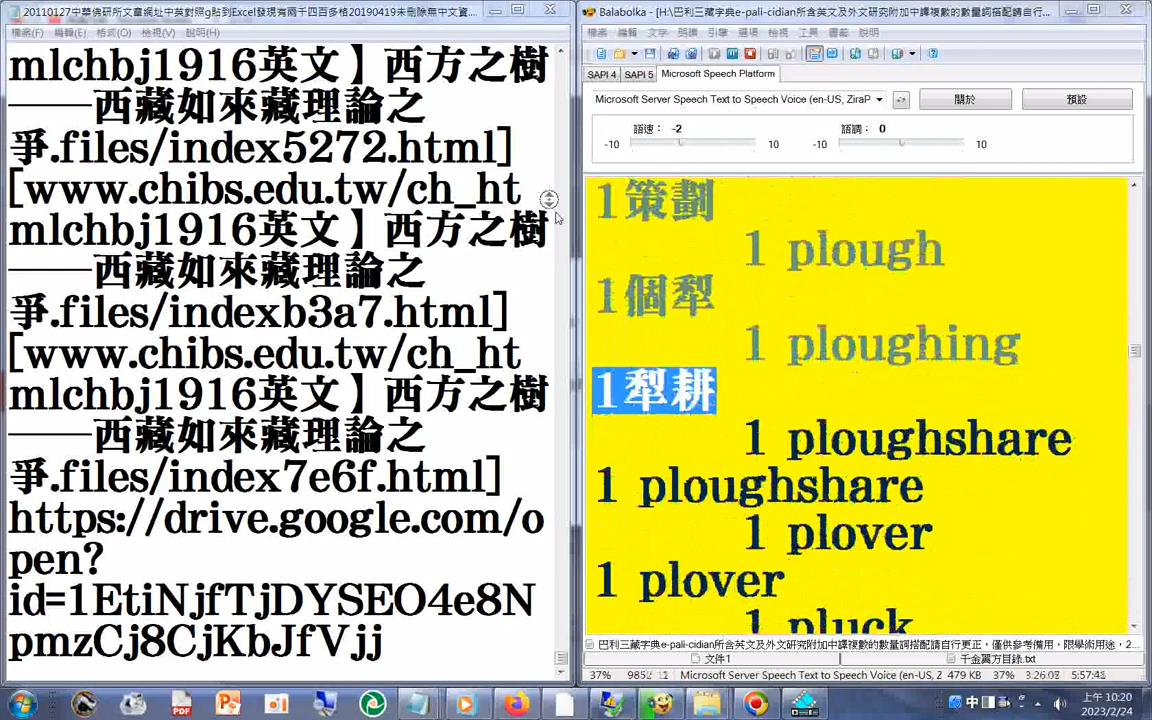 20110127中華佛研所文章網址中英對照g貼到Excel發現有兩千四百多格20190419未刪除無中文資...
檔案(F) 編輯(E) 格式(O) 檢視(V) 說明(H)
mlchbj1916英文】西方之樹
——西藏如來藏理論之
爭.files/index5272.html]
[www.chibs.edu.tw/ch_ht
mlchbj1916英文】西方之樹
——西藏如來藏理論之
爭.files/indexb3a7.html]
[www.chibs.edu.tw/ch_ht
mlchbj1916英文】西方之樹
——西藏如來藏理論之
爭.files/index7e6f.html]
https://drive.google.com/o
pen?
id=1EtiNjfTjDYSEO4e8N
pmzCj8CjKbJfVjj
Balabolka - [H:\巴利三藏字典e-pali-cidian所含英文及外文研究附加中譯複數的數量詞搭配請自行...
檔案 編輯 文字 朗讀 引擎 選項 檢視 工具 書籤 說明
SAPI 4 SAPI 5 Microsoft Speech Platform
Microsoft Server Speech Text to Speech Voice (en-US, ZiraP
關於 預設
語速： -2 語調： 0
-10 10 -10 10
1策劃
1 plough
1個犁
1 ploughing
1犁耕
1 ploughshare
1 ploughshare
1 plover
1 plover
1 pluck
巴利三藏字典e-pali-cidian所含英文及外文研究附加中譯複數的數量詞搭配請自行更正，僅供參考備用，限學術用途，2...
文件1 千金翼方目錄.txt
37% Microsoft Server Speech Text to Speech Voice (en-US, Z 479 KB 3:26:07 5:57:48
中
上午 10:20
2023/2/24